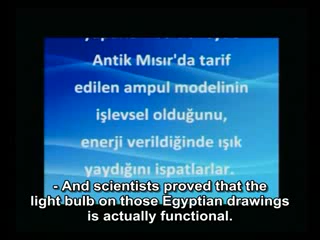 Antik Mısır'da tarif
edilen ampul modelinin
işlevsel olduğunu,
enerji verildiğinde ışık
yaydığını ispatlarlar.
- And scientists proved that the
light bulb on those Egyptian drawings
is actually functional.